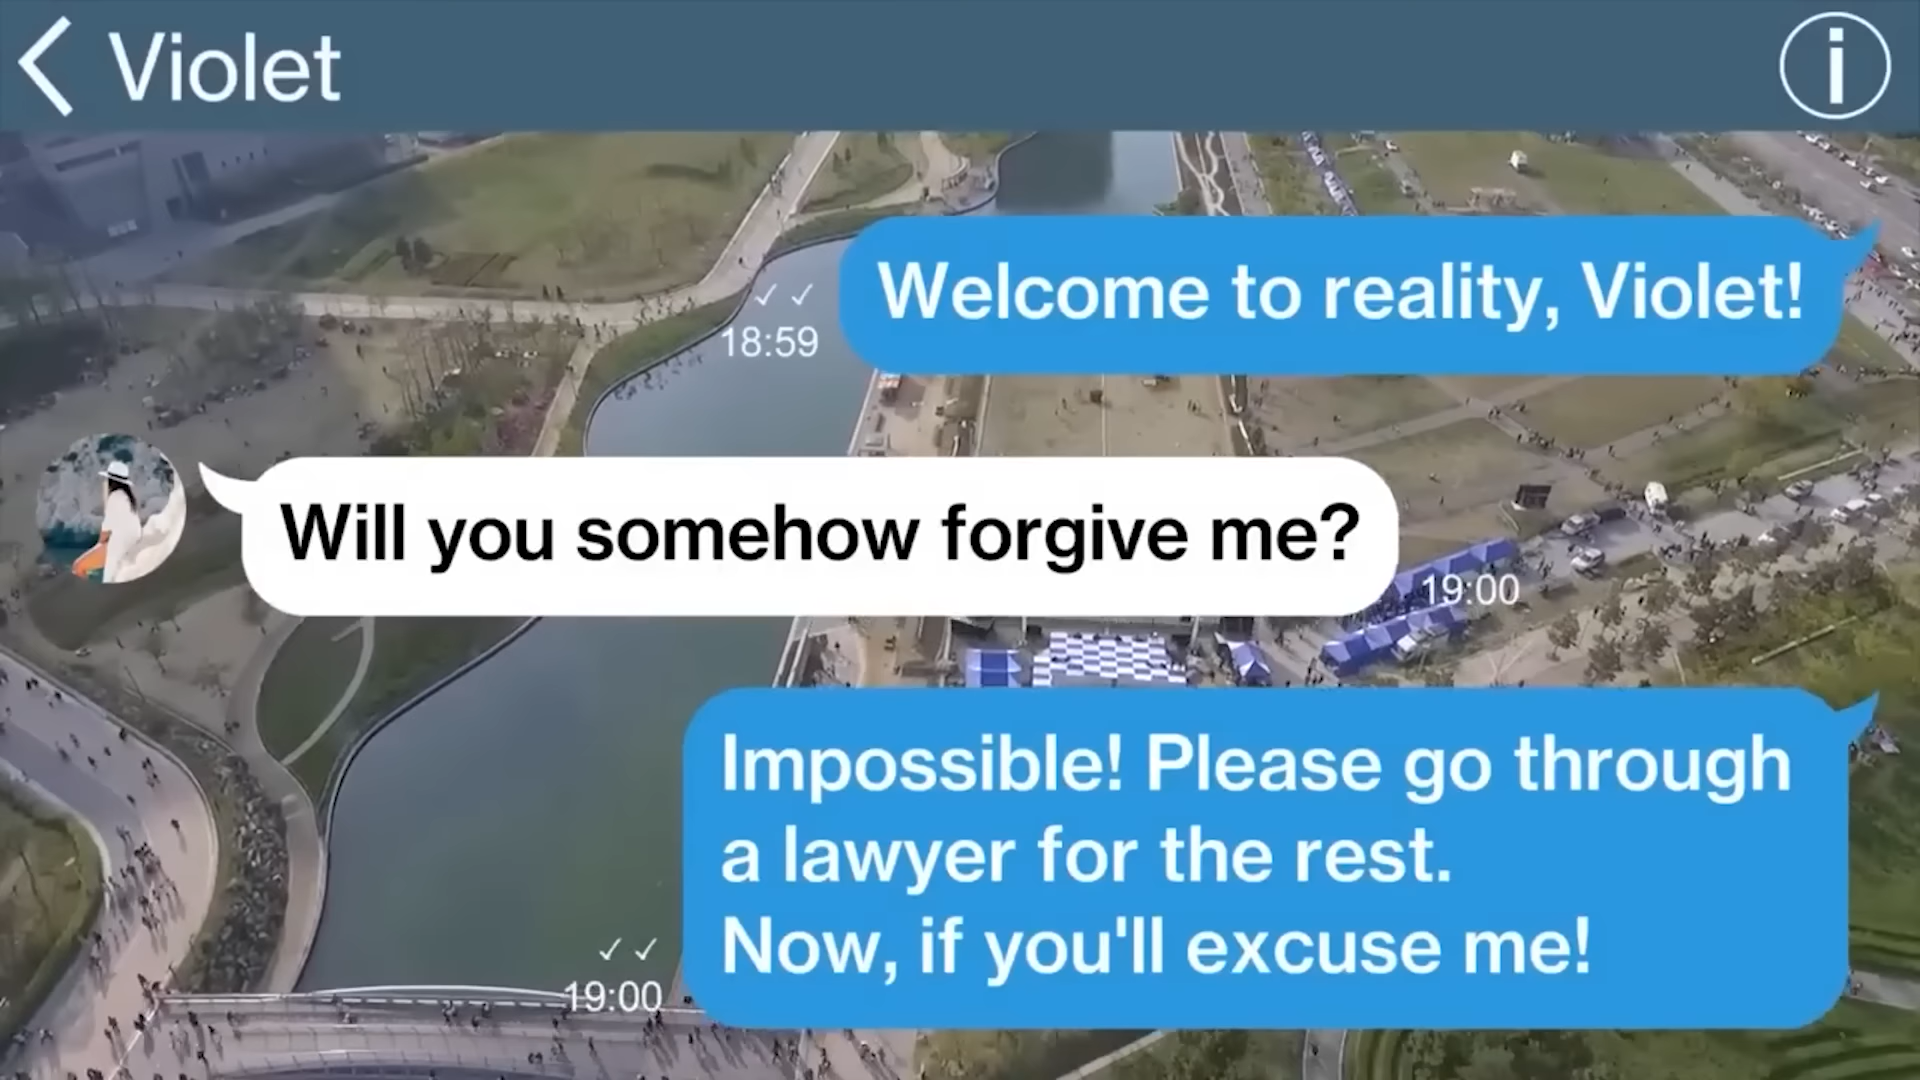 Violet
Welcome to reality, Violet!
18:59
Will you somehow forgive me?
19:00
Impossible! Please go through
a lawyer for the rest.
Now, if you'll excuse me!
19:00